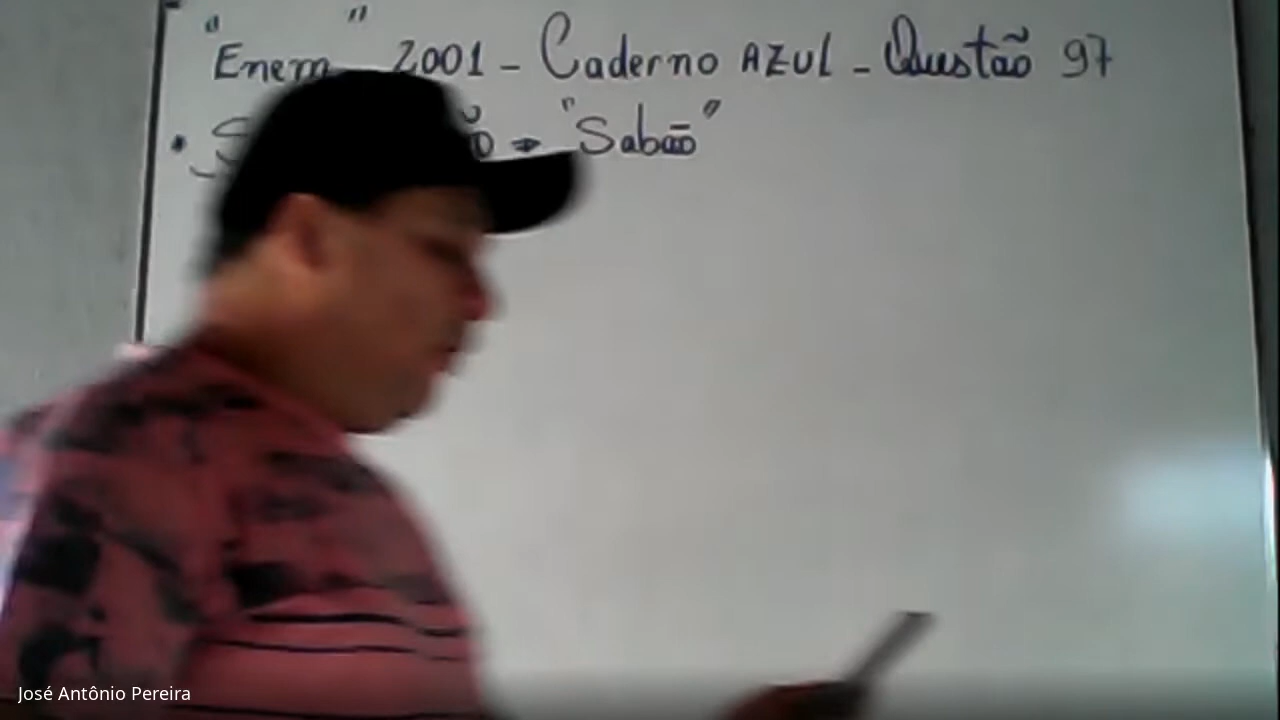 "Enem" 2001 - Caderno AZUL - Questão 97
• ⇒ "Sabão"
José Antônio Pereira